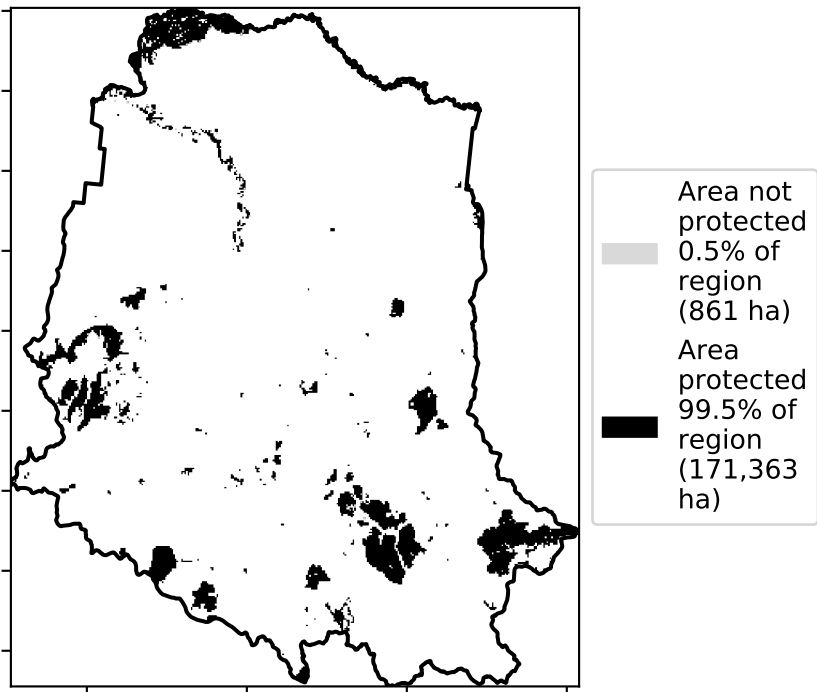 Area not
protected
0.5% of
region
(861 ha)
Area
protected
99.5% of
region
(171,363
ha)